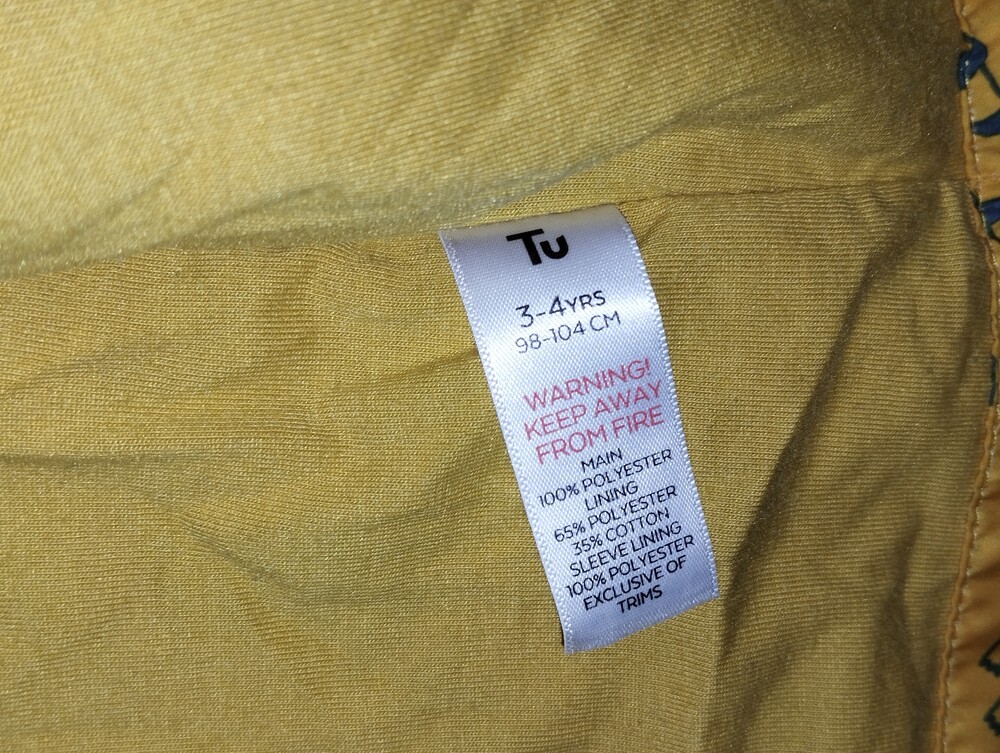 Tu
3-4YRS
98-104 CM
WARNING!
KEEP AWAY
FROM FIRE
MAIN
100% POLYESTER
LINING
65% POLYESTER
35% COTTON
SLEEVE LINING
100% POLYESTER
EXCLUSIVE OF
TRIMS